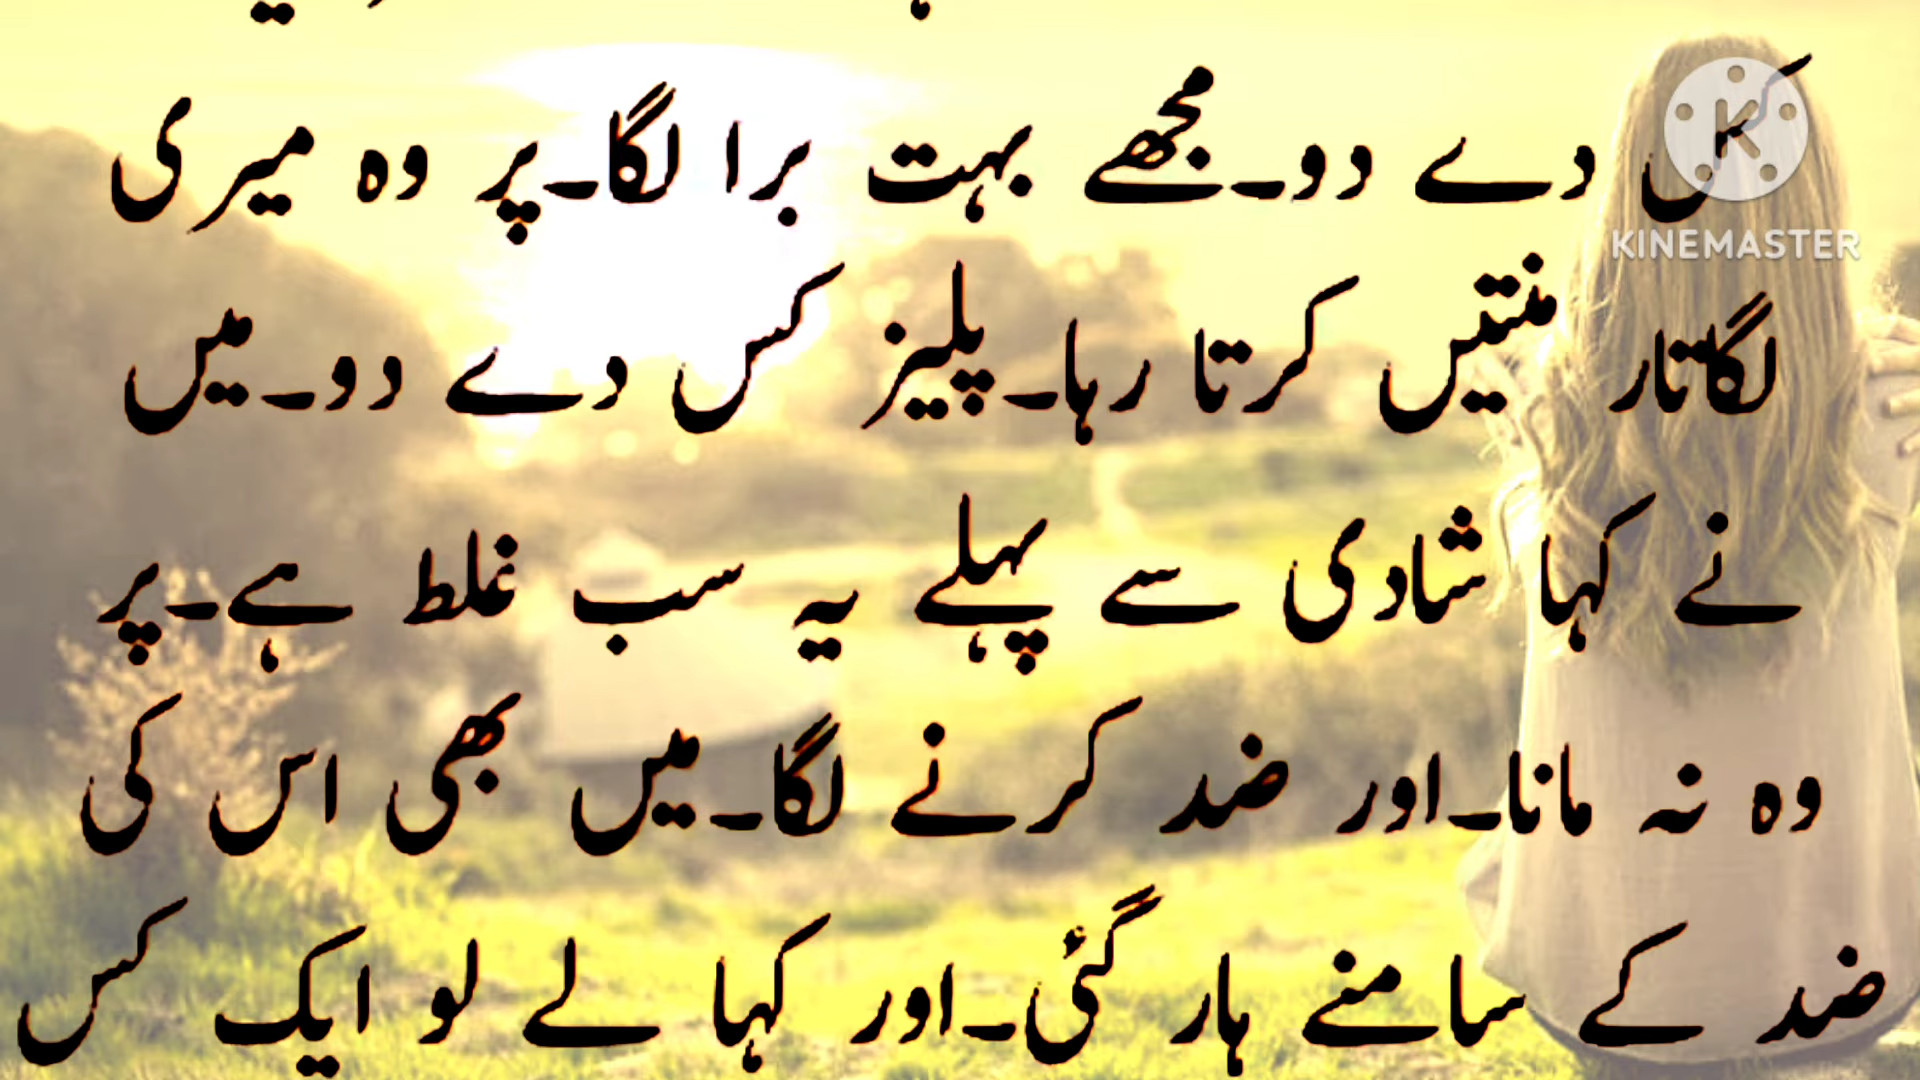 کس دے دو۔مجھے بہت برا لگا۔پر وہ میری
KINEMASTER
لگاتار منتیں کرتا رہا۔پلیز کس دے دو۔میں
نے کہا شادی سے پہلے یہ سب غلط ہے۔پر
وہ نہ مانا۔اور ضد کرنے لگا۔میں بھی اس کی
ضد کے سامنے ہار گئی۔اور کہا لے لو ایک کس